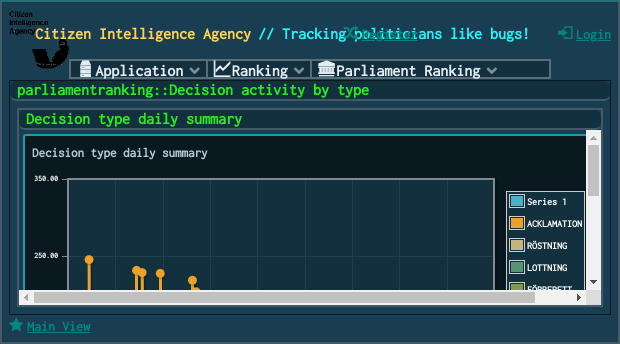 Citizen
Intelligence
Agency
Citizen Intelligence Agency // Tracking politicians like bugs!
Register
Login
Application
Ranking
Parliament Ranking
parliamentranking::Decision activity by type
Decision type daily summary
Decision type daily summary
350.00
250.00
Series 1
ACKLAMATION
RÖSTNING
LOTTNING
FÖRBERETT
Main View